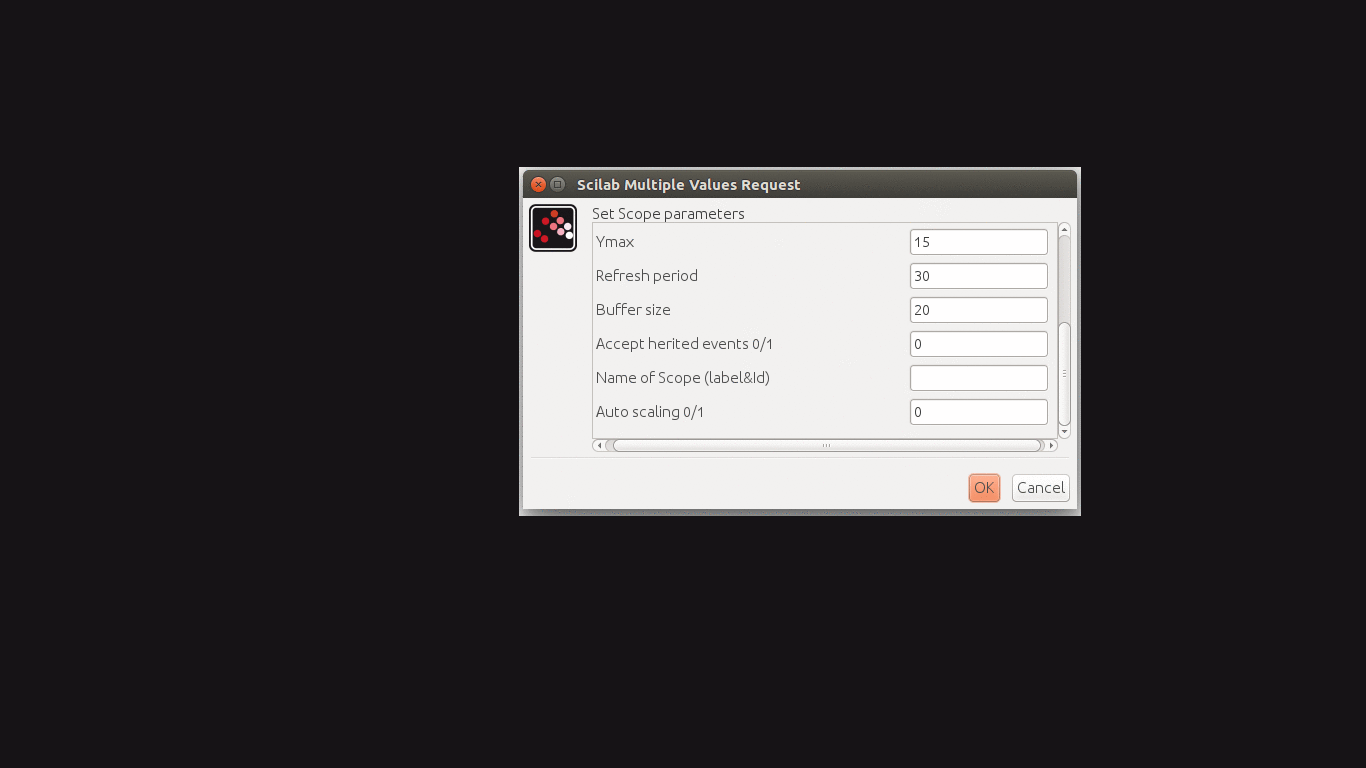 Scilab Multiple Values Request
Set Scope parameters
Ymax 15
Refresh period 30
Buffer size 20
Accept herited events 0/1 0
Name of Scope (label&Id)
Auto scaling 0/1 0
OK Cancel